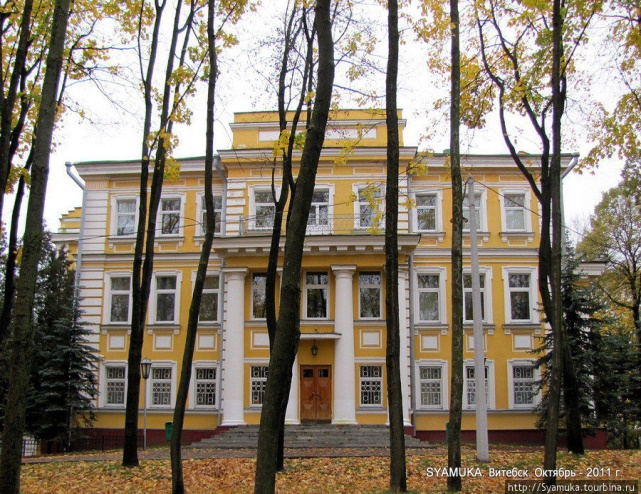 SYAMUKA. Витебск. Октябрь - 2011 г.
http://Syamuka.tourbina.ru/